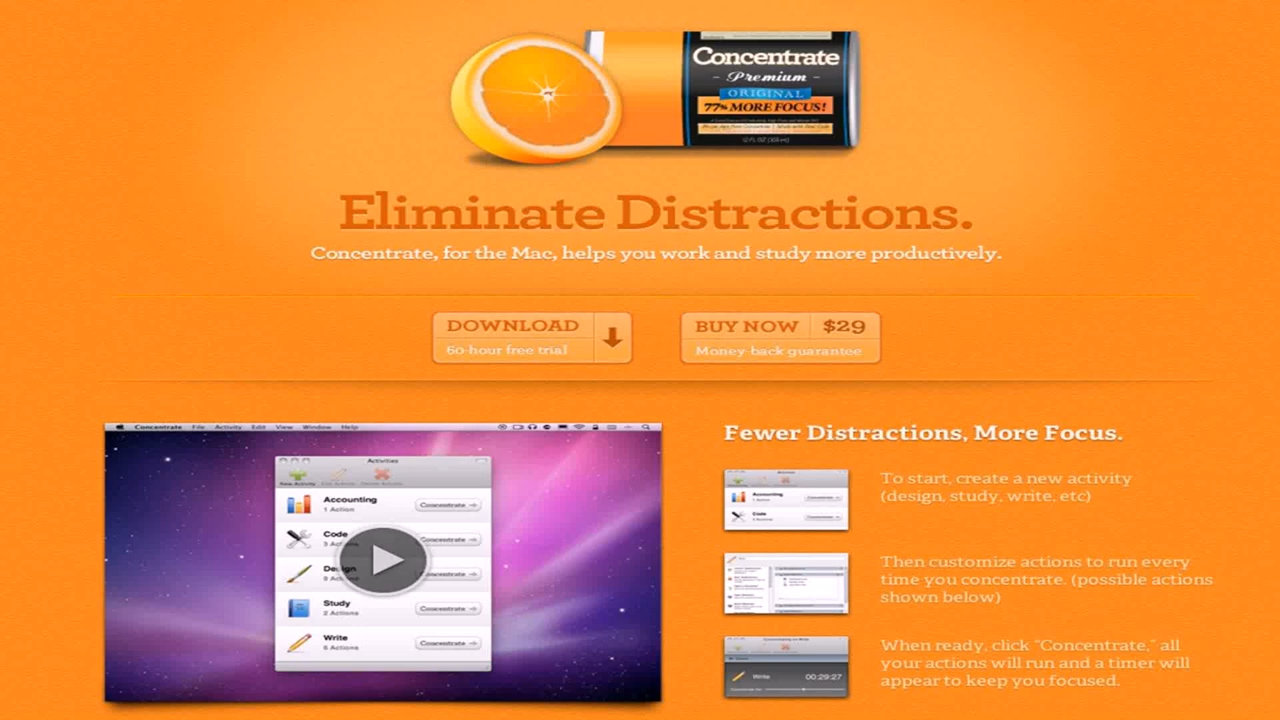 Concentrate
- Premium -
ORIGINAL
77% MORE FOCUS!
Eliminate Distractions.
Concentrate, for the Mac, helps you work and study more productively.
DOWNLOAD
60-hour free trial
BUY NOW $29
Money-back guarantee
Concentrate File Activity Edit View Window Help
Activities
New Activity
Accounting
1 Action
Concentrate
Code
Concentrate
Design
Concentrate
Study
2 Actions
Concentrate
Write
6 Actions
Concentrate
Fewer Distractions, More Focus.
Accounting
Code
To start, create a new activity
(design, study, write, etc)
Then customize actions to run every
time you concentrate. (possible actions
shown below)
Write 00:29:27
When ready, click "Concentrate," all
your actions will run and a timer will
appear to keep you focused.